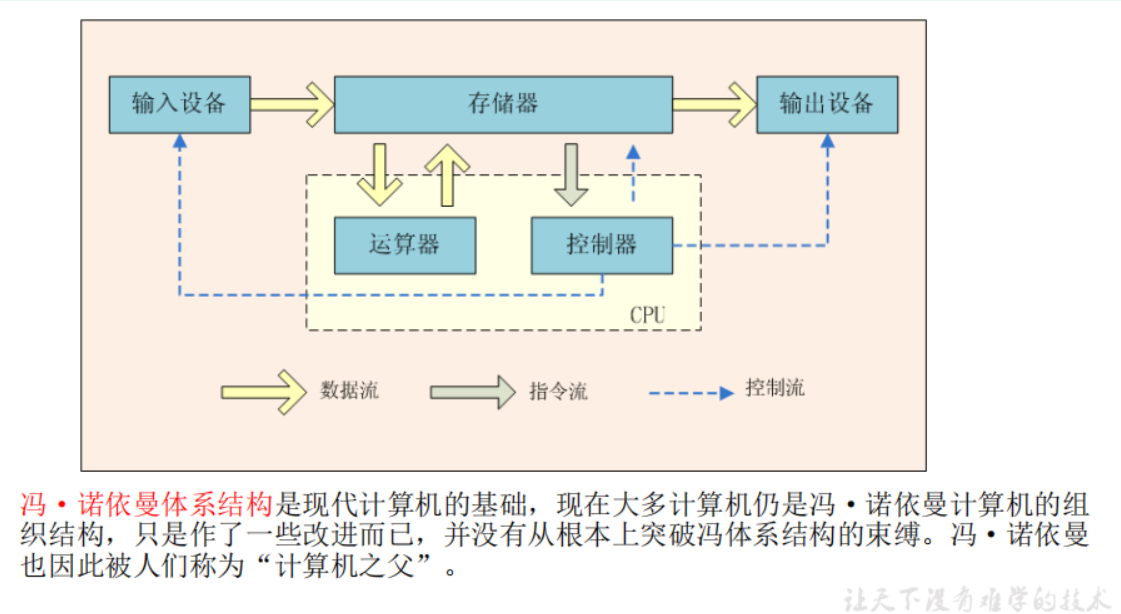 输入设备
存储器
输出设备
运算器
控制器
CPU
数据流
指令流
控制流
冯·诺依曼体系结构是现代计算机的基础，现在大多计算机仍是冯·诺依曼计算机的组
织结构，只是作了一些改进而已，并没有从根本上突破冯体系结构的束缚。冯·诺依曼
也因此被人们称为“计算机之父”。
让天下没有难学的技术